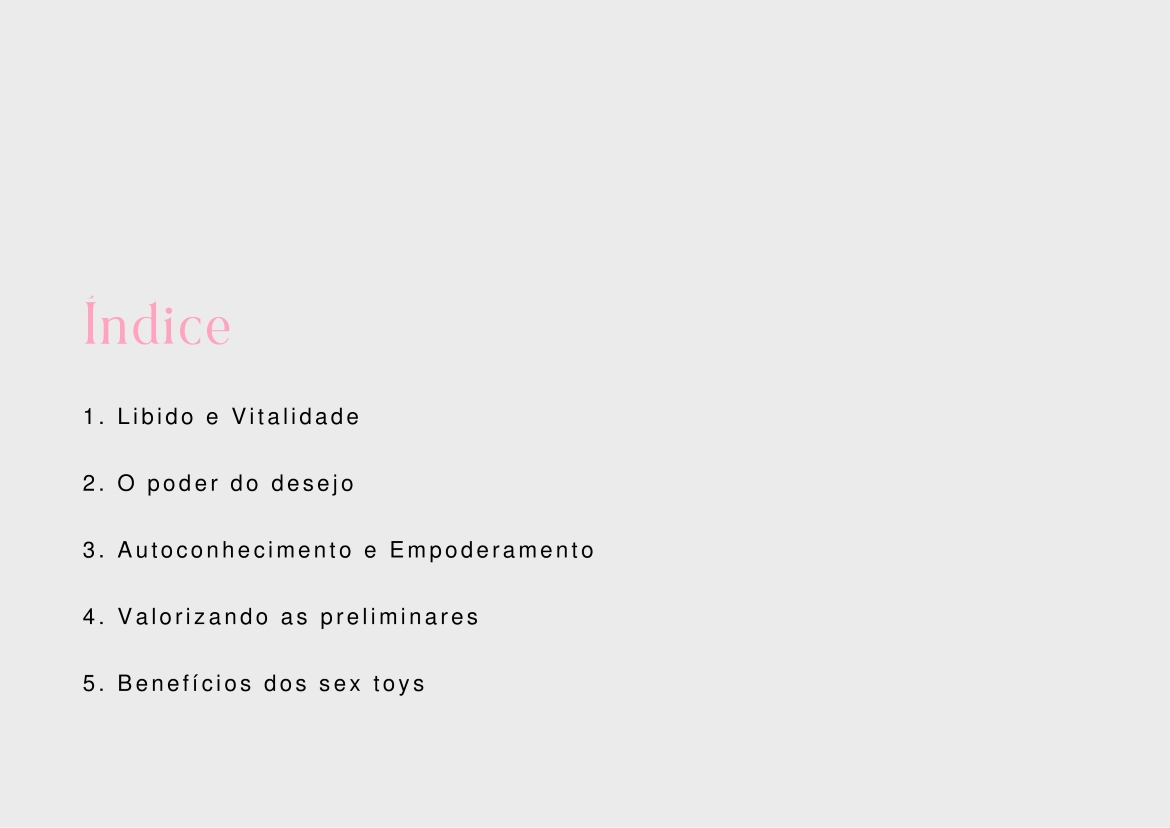 Índice
1. Libido e Vitalidade
2. O poder do desejo
3. Autoconhecimento e Empoderamento
4. Valorizando as preliminares
5. Benefícios dos sex toys